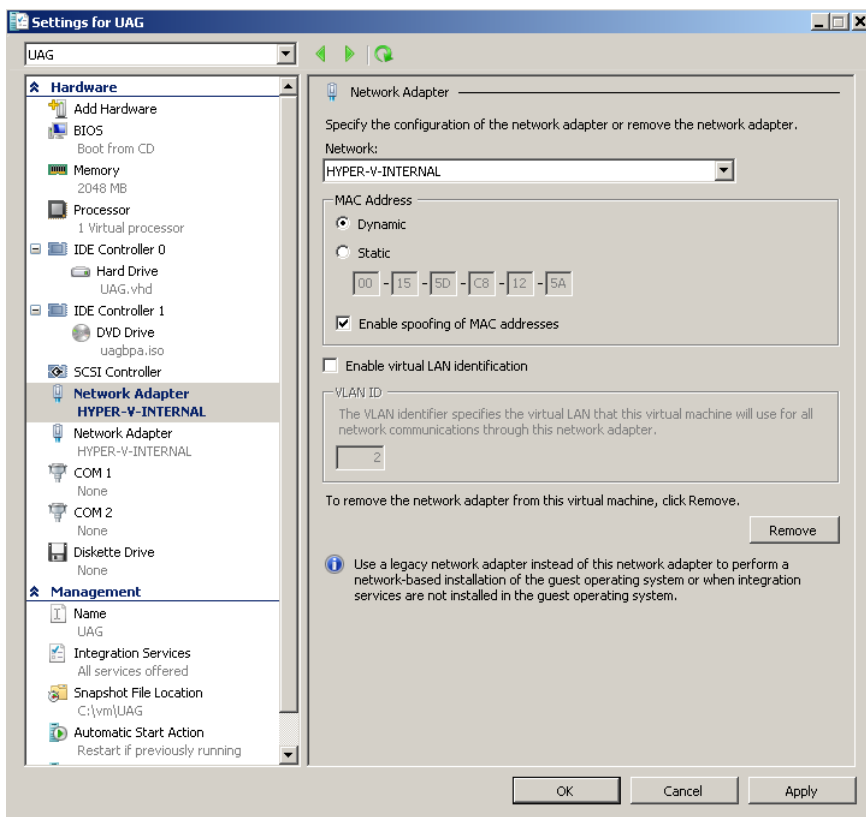 Settings for UAG
UAG
Hardware
Add Hardware
BIOS
Boot from CD
Memory
2048 MB
Processor
1 Virtual processor
IDE Controller 0
Hard Drive
UAG.vhd
IDE Controller 1
DVD Drive
uagbpa.iso
SCSI Controller
Network Adapter
HYPER-V-INTERNAL
Network Adapter
HYPER-V-INTERNAL
COM 1
None
COM 2
None
Diskette Drive
None
Management
Name
UAG
Integration Services
All services offered
Snapshot File Location
C:\vm\UAG
Automatic Start Action
Restart if previously running
Network Adapter
Specify the configuration of the network adapter or remove the network adapter.
Network:
HYPER-V-INTERNAL
MAC Address
Dynamic
Static
00 - 15 - 5D - C8 - 12 - 5A
Enable spoofing of MAC addresses
Enable virtual LAN identification
VLAN ID
The VLAN identifier specifies the virtual LAN that this virtual machine will use for all
network communications through this network adapter.
2
To remove the network adapter from this virtual machine, click Remove.
Remove
Use a legacy network adapter instead of this network adapter to perform a
network-based installation of the guest operating system or when integration
services are not installed in the guest operating system.
OK
Cancel
Apply